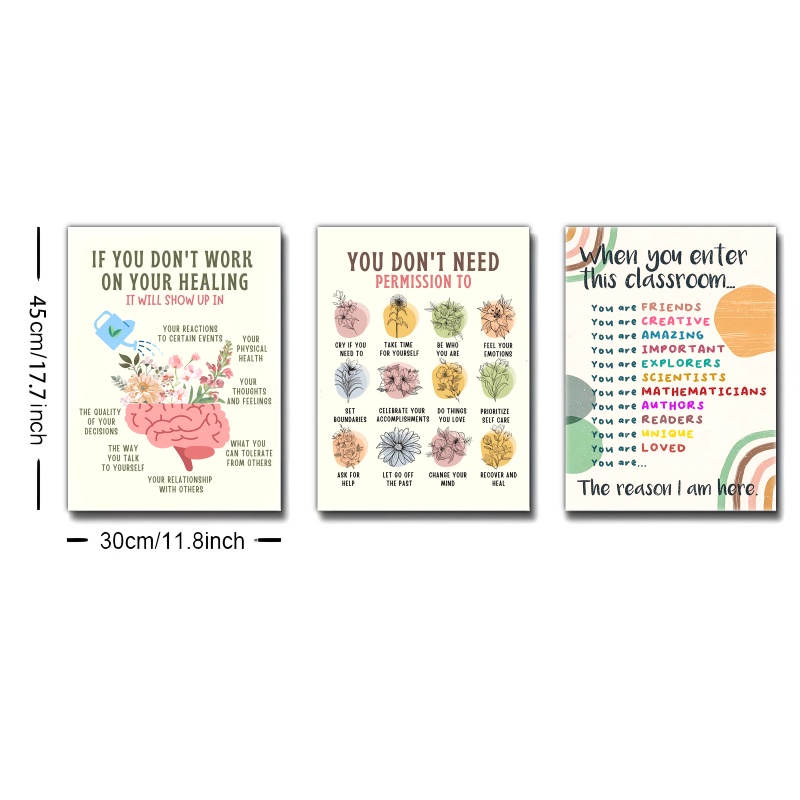 45cm/17.7inch
30cm/11.8inch
IF YOU DON'T WORK
ON YOUR HEALING
IT WILL SHOW UP IN
YOUR REACTIONS
TO CERTAIN EVENTS
YOUR
PHYSICAL
HEALTH
YOUR
THOUGHTS
AND FEELINGS
THE QUALITY
OF YOUR
DECISIONS
THE WAY
YOU TALK
TO YOURSELF
WHAT YOU
CAN TOLERATE
FROM OTHERS
YOUR RELATIONSHIP
WITH OTHERS
YOU DON'T NEED
PERMISSION TO
CRY IF YOU
NEED TO
TAKE TIME
FOR YOURSELF
BE WHO
YOU ARE
FEEL YOUR
EMOTIONS
SET
BOUNDARIES
CELEBRATE YOUR
ACCOMPLISHMENTS
DO THINGS
YOU LOVE
PRIORITIZE
SELF CARE
ASK FOR
HELP
LET GO OFF
THE PAST
CHANGE YOUR
MIND
RECOVER AND
HEAL
When you enter
this classroom...
You are FRIENDS
You are CREATIVE
You are AMAZING
You are IMPORTANT
You are EXPLORERS
You are SCIENTISTS
You are MATHEMATICIANS
You are AUTHORS
You are READERS
You are UNIQUE
You are LOVED
You are...
The reason I am here.